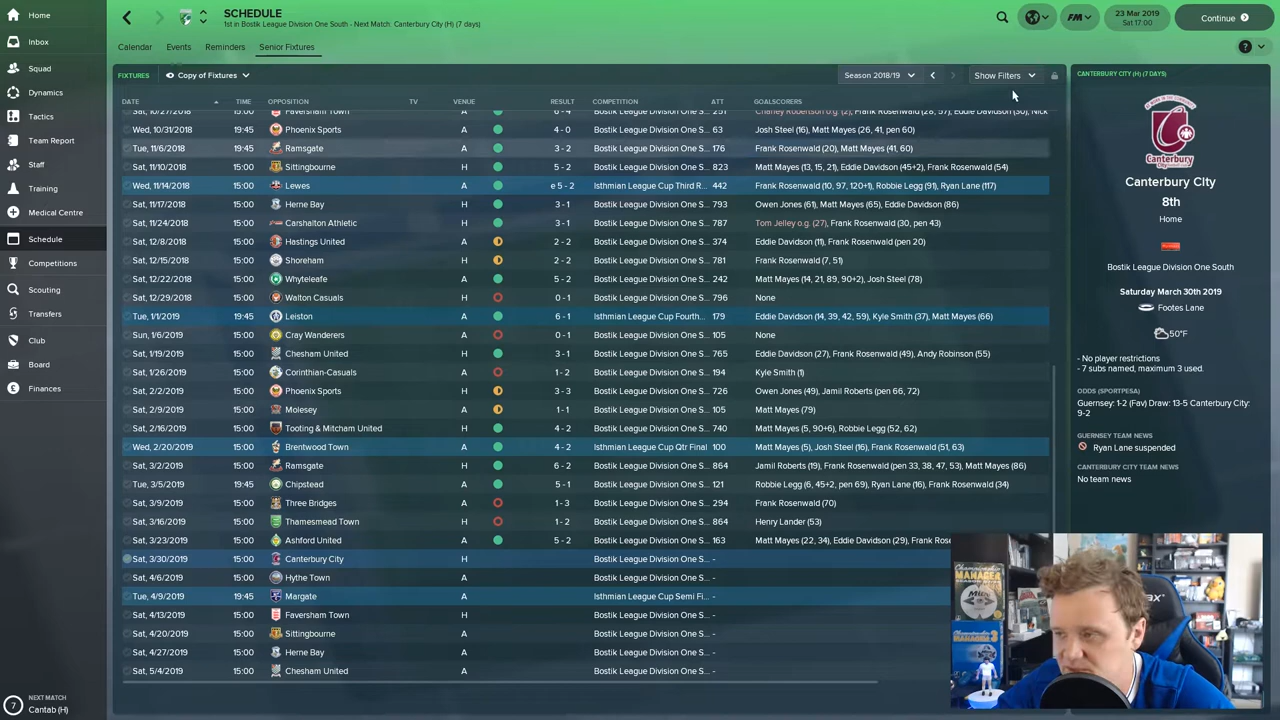 Home
Inbox
Squad
Dynamics
Tactics
Team Report
Staff
Training
Medical Centre
Schedule
Competitions
Scouting
Transfers
Club
Board
Finances
7 NEXT MATCH
Cantab (H)
SCHEDULE
1st in Bostik League Division One South - Next Match: Canterbury City (H) (7 days)
FM
23 Mar 2019
Sat 17:00
Continue
Calendar Events Reminders Senior Fixtures
?
FIXTURES Copy of Fixtures Season 2018/19 Show Filters
DATE TIME OPPOSITION TV VENUE RESULT COMPETITION ATT GOALSCORERS
Sat, 10/27/2018 15:00 Faversham Town A 6 - 4 Bostik League Division One S... 251 Charley Robertson o.g. (2), Frank Rosenwald (28, 57), Eddie Davidson (30), Nick
Wed, 10/31/2018 19:45 Phoenix Sports A 4 - 0 Bostik League Division One S... 63 Josh Steel (16), Matt Mayes (26, 41, pen 60)
Tue, 11/6/2018 19:45 Ramsgate A 3 - 2 Bostik League Division One S... 176 Frank Rosenwald (20), Matt Mayes (41, 60)
Sat, 11/10/2018 15:00 Sittingbourne H 5 - 2 Bostik League Division One S... 823 Matt Mayes (13, 15, 21), Eddie Davidson (45+2), Frank Rosenwald (54)
Wed, 11/14/2018 15:00 Lewes A e 5 - 2 Isthmian League Cup Third R... 442 Frank Rosenwald (10, 97, 120+1), Robbie Legg (91), Ryan Lane (117)
Sat, 11/17/2018 15:00 Herne Bay H 3 - 1 Bostik League Division One S... 793 Owen Jones (61), Matt Mayes (65), Eddie Davidson (86)
Sat, 11/24/2018 15:00 Carshalton Athletic H 3 - 1 Bostik League Division One S... 787 Tom Jelley o.g. (27), Frank Rosenwald (30, pen 43)
Sat, 12/8/2018 15:00 Hastings United A 2 - 2 Bostik League Division One S... 374 Eddie Davidson (11), Frank Rosenwald (pen 20)
Sat, 12/15/2018 15:00 Shoreham H 2 - 2 Bostik League Division One S... 781 Frank Rosenwald (7, 51)
Sat, 12/22/2018 15:00 Whyteleafe A 5 - 2 Bostik League Division One S... 242 Matt Mayes (14, 21, 89, 90+2), Josh Steel (78)
Sat, 12/29/2018 15:00 Walton Casuals H 0 - 1 Bostik League Division One S... 796 None
Tue, 1/1/2019 19:45 Leiston A 6 - 1 Isthmian League Cup Fourth... 179 Eddie Davidson (14, 39, 42, 59), Kyle Smith (37), Matt Mayes (66)
Sun, 1/6/2019 15:00 Cray Wanderers A 0 - 1 Bostik League Division One S... 105 None
Sat, 1/19/2019 15:00 Chesham United H 3 - 1 Bostik League Division One S... 765 Eddie Davidson (27), Frank Rosenwald (49), Andy Robinson (55)
Sat, 1/26/2019 15:00 Corinthian-Casuals A 1 - 2 Bostik League Division One S... 194 Kyle Smith (1)
Sat, 2/2/2019 15:00 Phoenix Sports H 3 - 3 Bostik League Division One S... 726 Owen Jones (49), Jamil Roberts (pen 66, 72)
Sat, 2/9/2019 15:00 Molesey A 1 - 1 Bostik League Division One S... 105 Matt Mayes (79)
Sat, 2/16/2019 15:00 Tooting & Mitcham United H 4 - 2 Bostik League Division One S... 740 Matt Mayes (5, 90+6), Robbie Legg (52, 62)
Wed, 2/20/2019 15:00 Brentwood Town A 4 - 2 Isthmian League Cup Qtr Final 100 Matt Mayes (5), Josh Steel (16), Frank Rosenwald (51, 63)
Sat, 3/2/2019 15:00 Ramsgate H 6 - 2 Bostik League Division One S... 864 Jamil Roberts (19), Frank Rosenwald (pen 33, 38, 47, 53), Matt Mayes (86)
Tue, 3/5/2019 19:45 Chipstead A 5 - 1 Bostik League Division One S... 121 Robbie Legg (6, 45+2, pen 69), Ryan Lane (16), Frank Rosenwald (34)
Sat, 3/9/2019 15:00 Three Bridges A 1 - 3 Bostik League Division One S... 294 Frank Rosenwald (70)
Sat, 3/16/2019 15:00 Thamesmead Town H 1 - 2 Bostik League Division One S... 864 Henry Lander (53)
Sat, 3/23/2019 15:00 Ashford United A 5 - 2 Bostik League Division One S... 163 Matt Mayes (22, 34), Eddie Davidson (29), Frank Rose
Sat, 3/30/2019 15:00 Canterbury City H Bostik League Division One S... -
Sat, 4/6/2019 15:00 Hythe Town A Bostik League Division One S... -
Tue, 4/9/2019 19:45 Margate A Isthmian League Cup Semi Fi... -
Sat, 4/13/2019 15:00 Faversham Town H Bostik League Division One S... -
Sat, 4/20/2019 15:00 Sittingbourne A Bostik League Division One S... -
Sat, 4/27/2019 15:00 Herne Bay A Bostik League Division One S... -
Sat, 5/4/2019 15:00 Chesham United A Bostik League Division One S... -
CANTERBURY CITY (H) (7 DAYS)
Canterbury
Canterbury City
8th
Home
Bostik League Division One South
Saturday March 30th 2019
Footes Lane
50°F
- No player restrictions
- 7 subs named, maximum 3 used.
ODDS (SPORTPESA)
Guernsey: 1-2 (Fav) Draw: 13-5 Canterbury City:
9-2
GUERNSEY TEAM NEWS
Ryan Lane suspended
CANTERBURY CITY TEAM NEWS
No team news